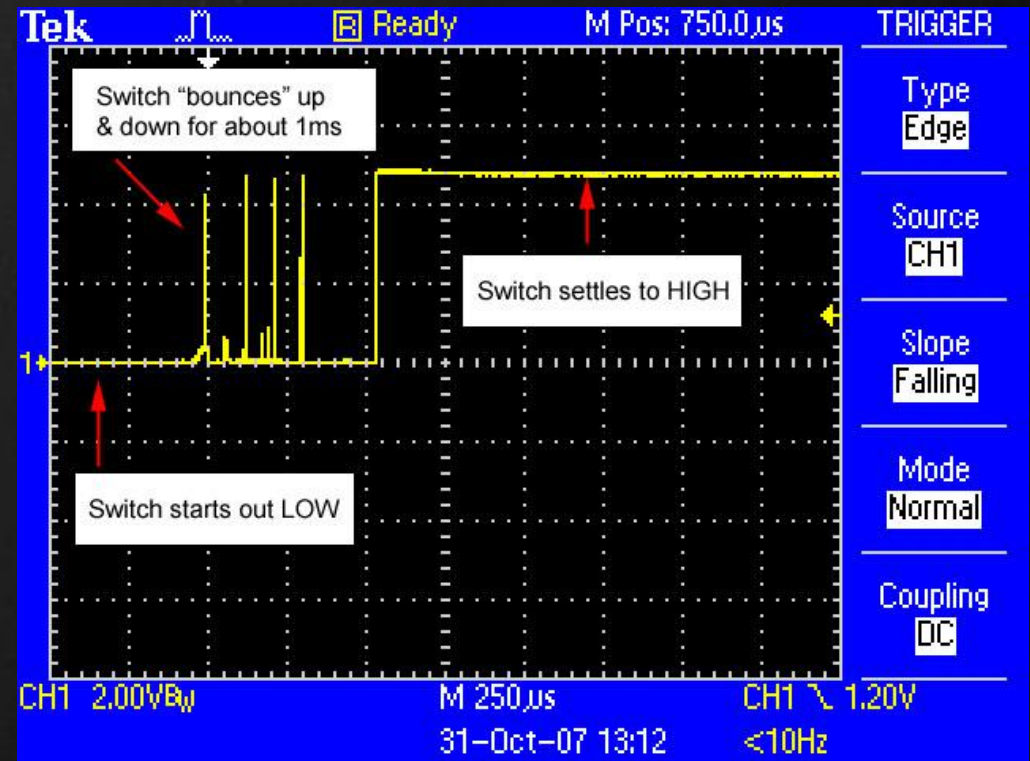 Tek
R Ready
M Pos: 750.0µs
TRIGGER
Switch “bounces” up
& down for about 1ms
Type
Edge
Source
CH1
Switch settles to HIGH
1
Slope
Falling
Switch starts out LOW
Mode
Normal
Coupling
DC
CH1 2.00VBW
M 250µs
CH1 1.20V
31-Oct-07 13:12
<10Hz